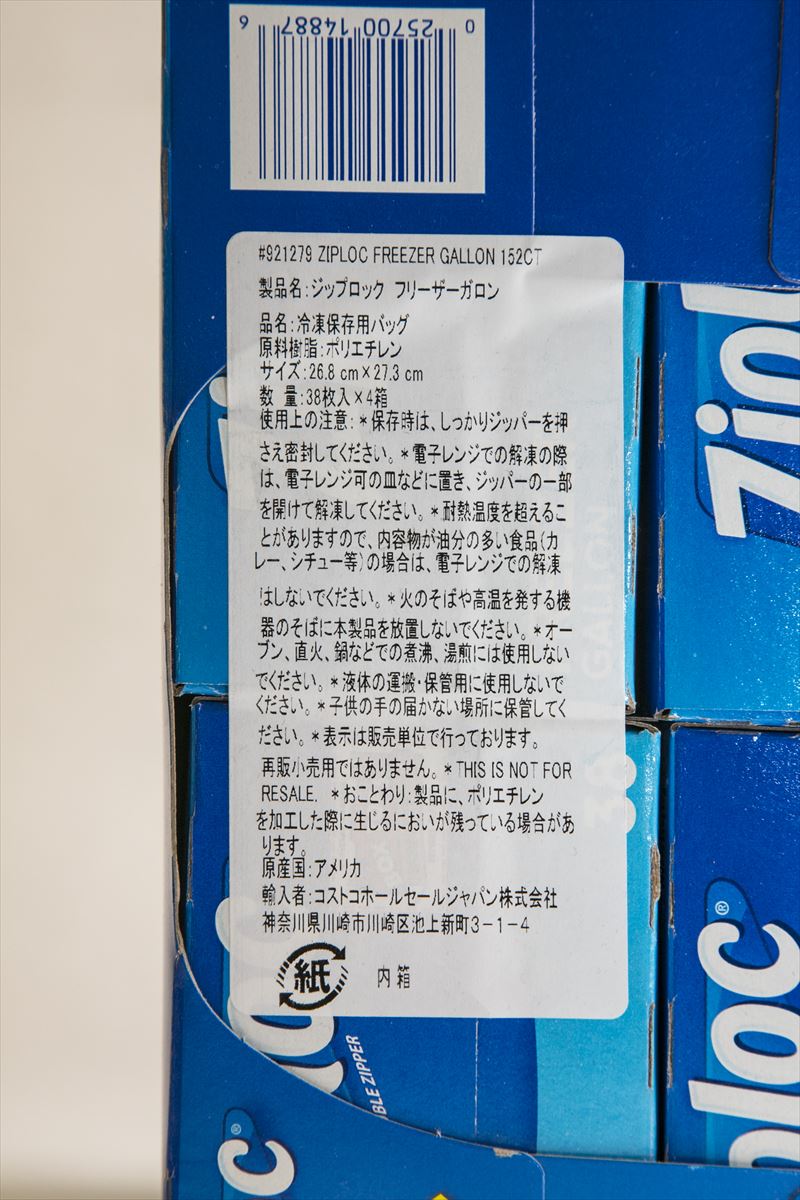 0 25700 14887 6
#921279 ZIPLOC FREEZER GALLON 152CT
製品名:ジップロック フリーザーガロン
品名:冷凍保存用バッグ
原料樹脂:ポリエチレン
サイズ:26.8 cm×27.3 cm
数 量:38枚入×4箱
使用上の注意:*保存時は、しっかりジッパーを押
さえ密封してください。*電子レンジでの解凍の際
は、電子レンジ可の皿などに置き、ジッパーの一部
を開けて解凍してください。*耐熱温度を超えるこ
とがありますので、内容物が油分の多い食品(カ
レー、シチュー等)の場合は、電子レンジでの解凍
はしないでください。*火のそばや高温を発する機
器のそばに本製品を放置しないでください。*オー
ブン、直火、鍋などでの煮沸、湯煎には使用しない
でください。*液体の運搬・保管用に使用しないで
ください。*子供の手の届かない場所に保管してく
ださい。*表示は販売単位で行っております。
再販小売用ではありません。*THIS IS NOT FOR
RESALE. *おことわり:製品に、ポリエチレン
を加工した際に生じるにおいが残っている場合があ
ります。
原産国:アメリカ
輸入者:コストコホールセールジャパン株式会社
神奈川県川崎市川崎区池上新町3-1-4
紙 内箱
Ziplo
GALLON
38
ploc®
BLE ZIPPER
c®